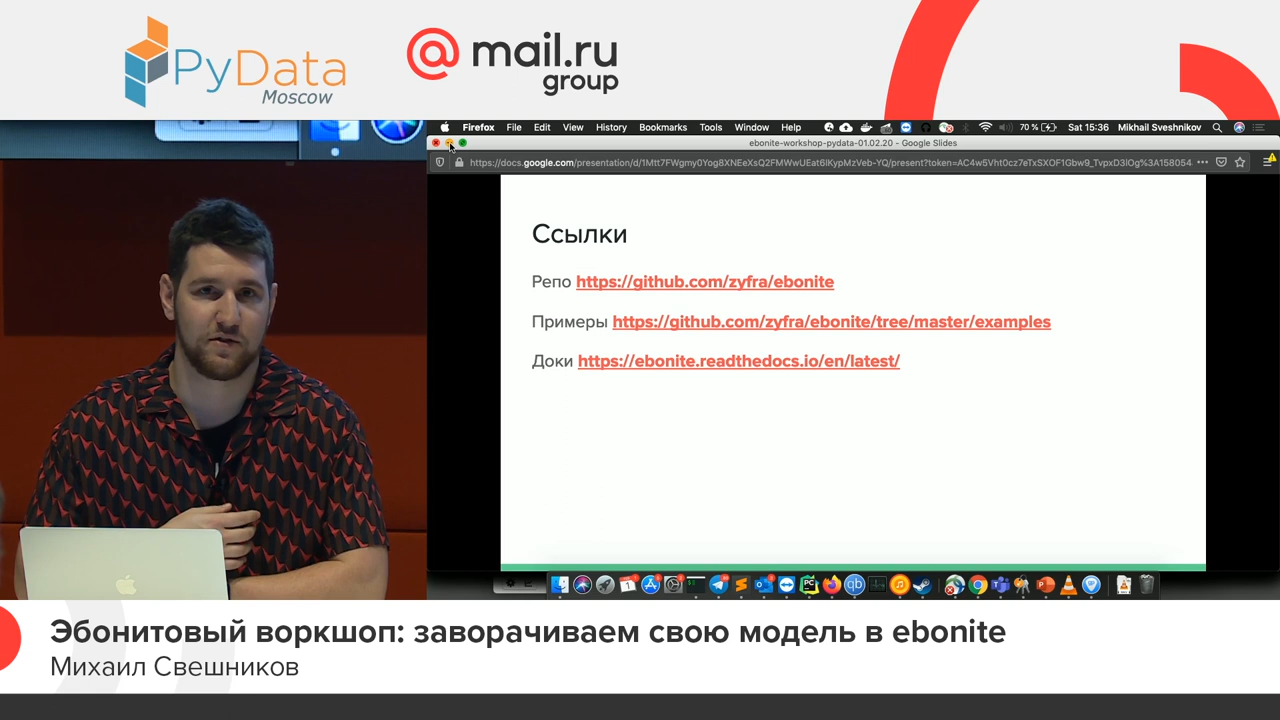 PyData
Moscow
@mail.ru
group
Firefox File Edit View History Bookmarks Tools Window Help 70 % Sat 15:36 Mikhail Sveshnikov
ebonite-workshop-pydata-01.02.20 - Google Slides
Ссылки
Репо https://github.com/zyfra/ebonite
Примеры https://github.com/zyfra/ebonite/tree/master/examples
Доки https://ebonite.readthedocs.io/en/latest/
Эбонитовый воркшоп: заворачиваем свою модель в ebonite
Михаил Свешников